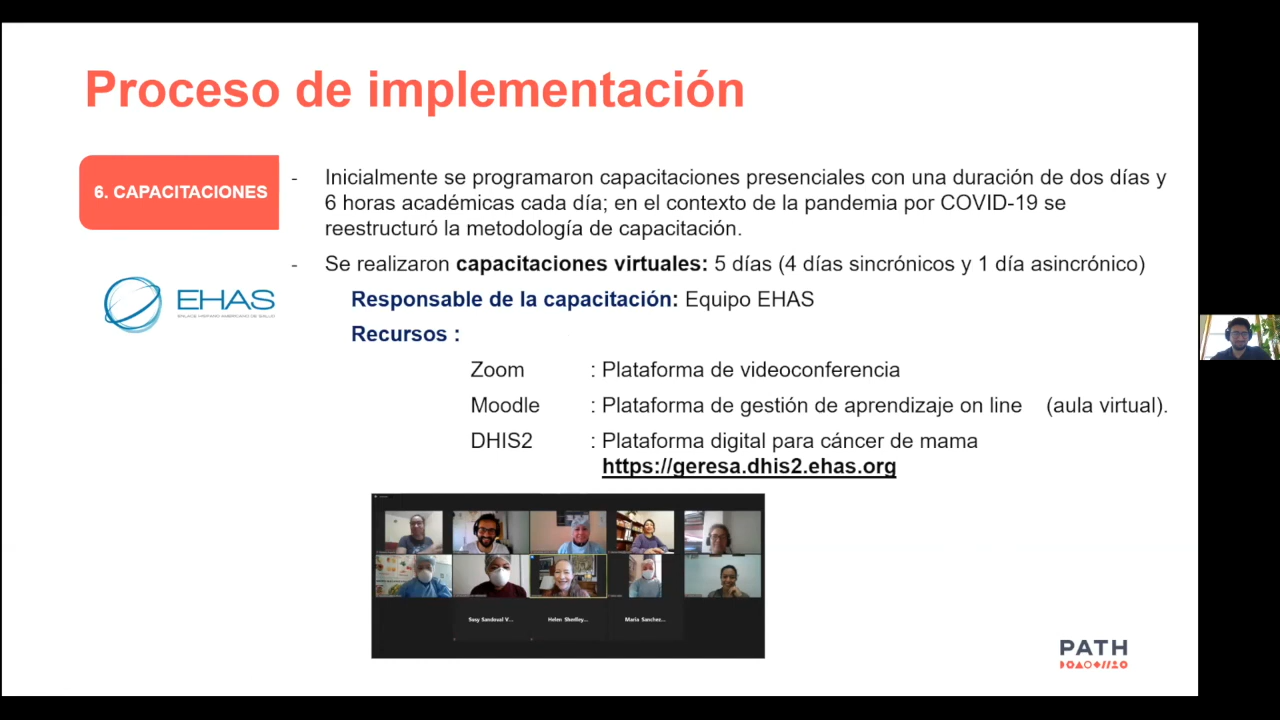 Proceso de implementación
6. CAPACITACIONES
- Inicialmente se programaron capacitaciones presenciales con una duración de dos días y
6 horas académicas cada día; en el contexto de la pandemia por COVID-19 se
reestructuró la metodología de capacitación.
- Se realizaron capacitaciones virtuales: 5 días (4 días sincrónicos y 1 día asincrónico)
EHAS
ENLACE HISPANO AMERICANO DE SALUD
Responsable de la capacitación: Equipo EHAS
Recursos :
Zoom : Plataforma de videoconferencia
Moodle : Plataforma de gestión de aprendizaje on line (aula virtual).
DHIS2 : Plataforma digital para cáncer de mama
https://geresa.dhis2.ehas.org
Susy Sandoval V... Helen Shedley... Maria Sanchez...
PATH